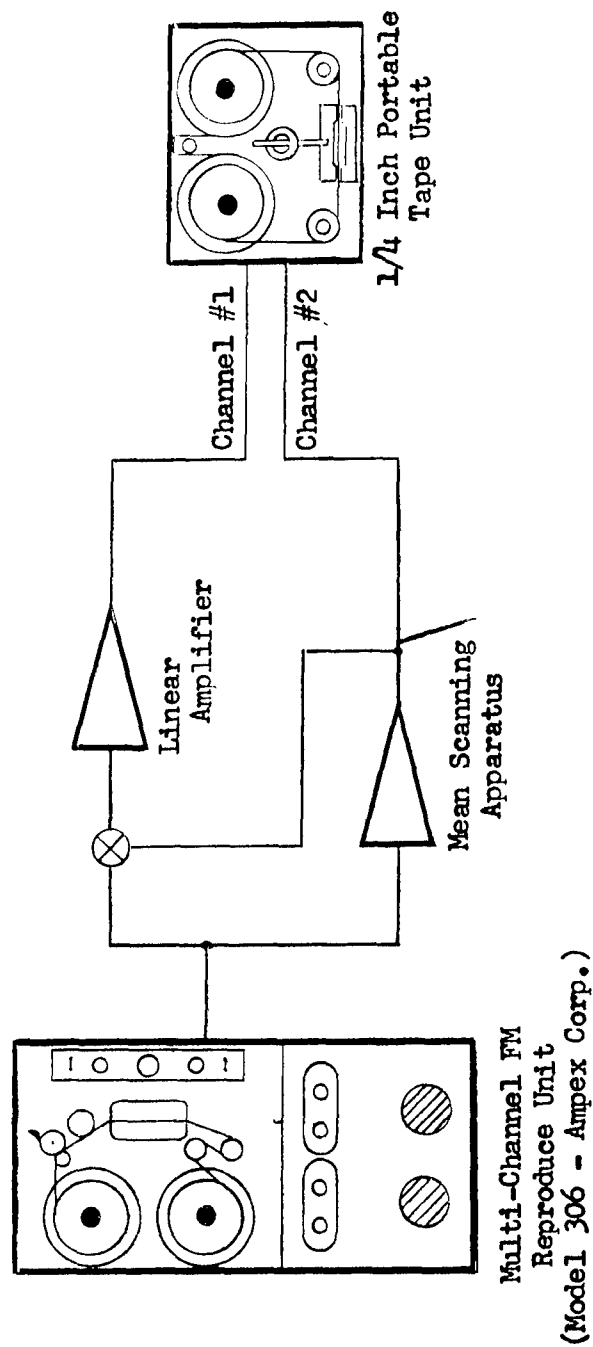 Multi-Channel FM
Reproduce Unit
(Model 306 - Ampex Corp.)
Linear
Amplifier
Mean Scanning
Apparatus
Channel #1
Channel #2
1/4 Inch Portable
Tape Unit